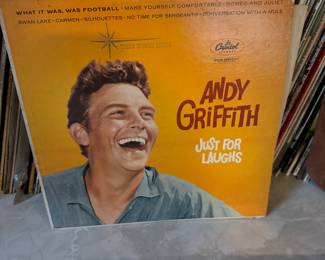 WHAT IT WAS, WAS FOOTBALL • MAKE YOURSELF COMFORTABLE • ROMEO AND JULIET
SWAN LAKE • CARMEN • SILHOUETTES • NO TIME FOR SERGEANTS • CONVERSATION WITH A MULE
Capitol
ANDY
GRIFFITH
JUST FOR
LAUGHS